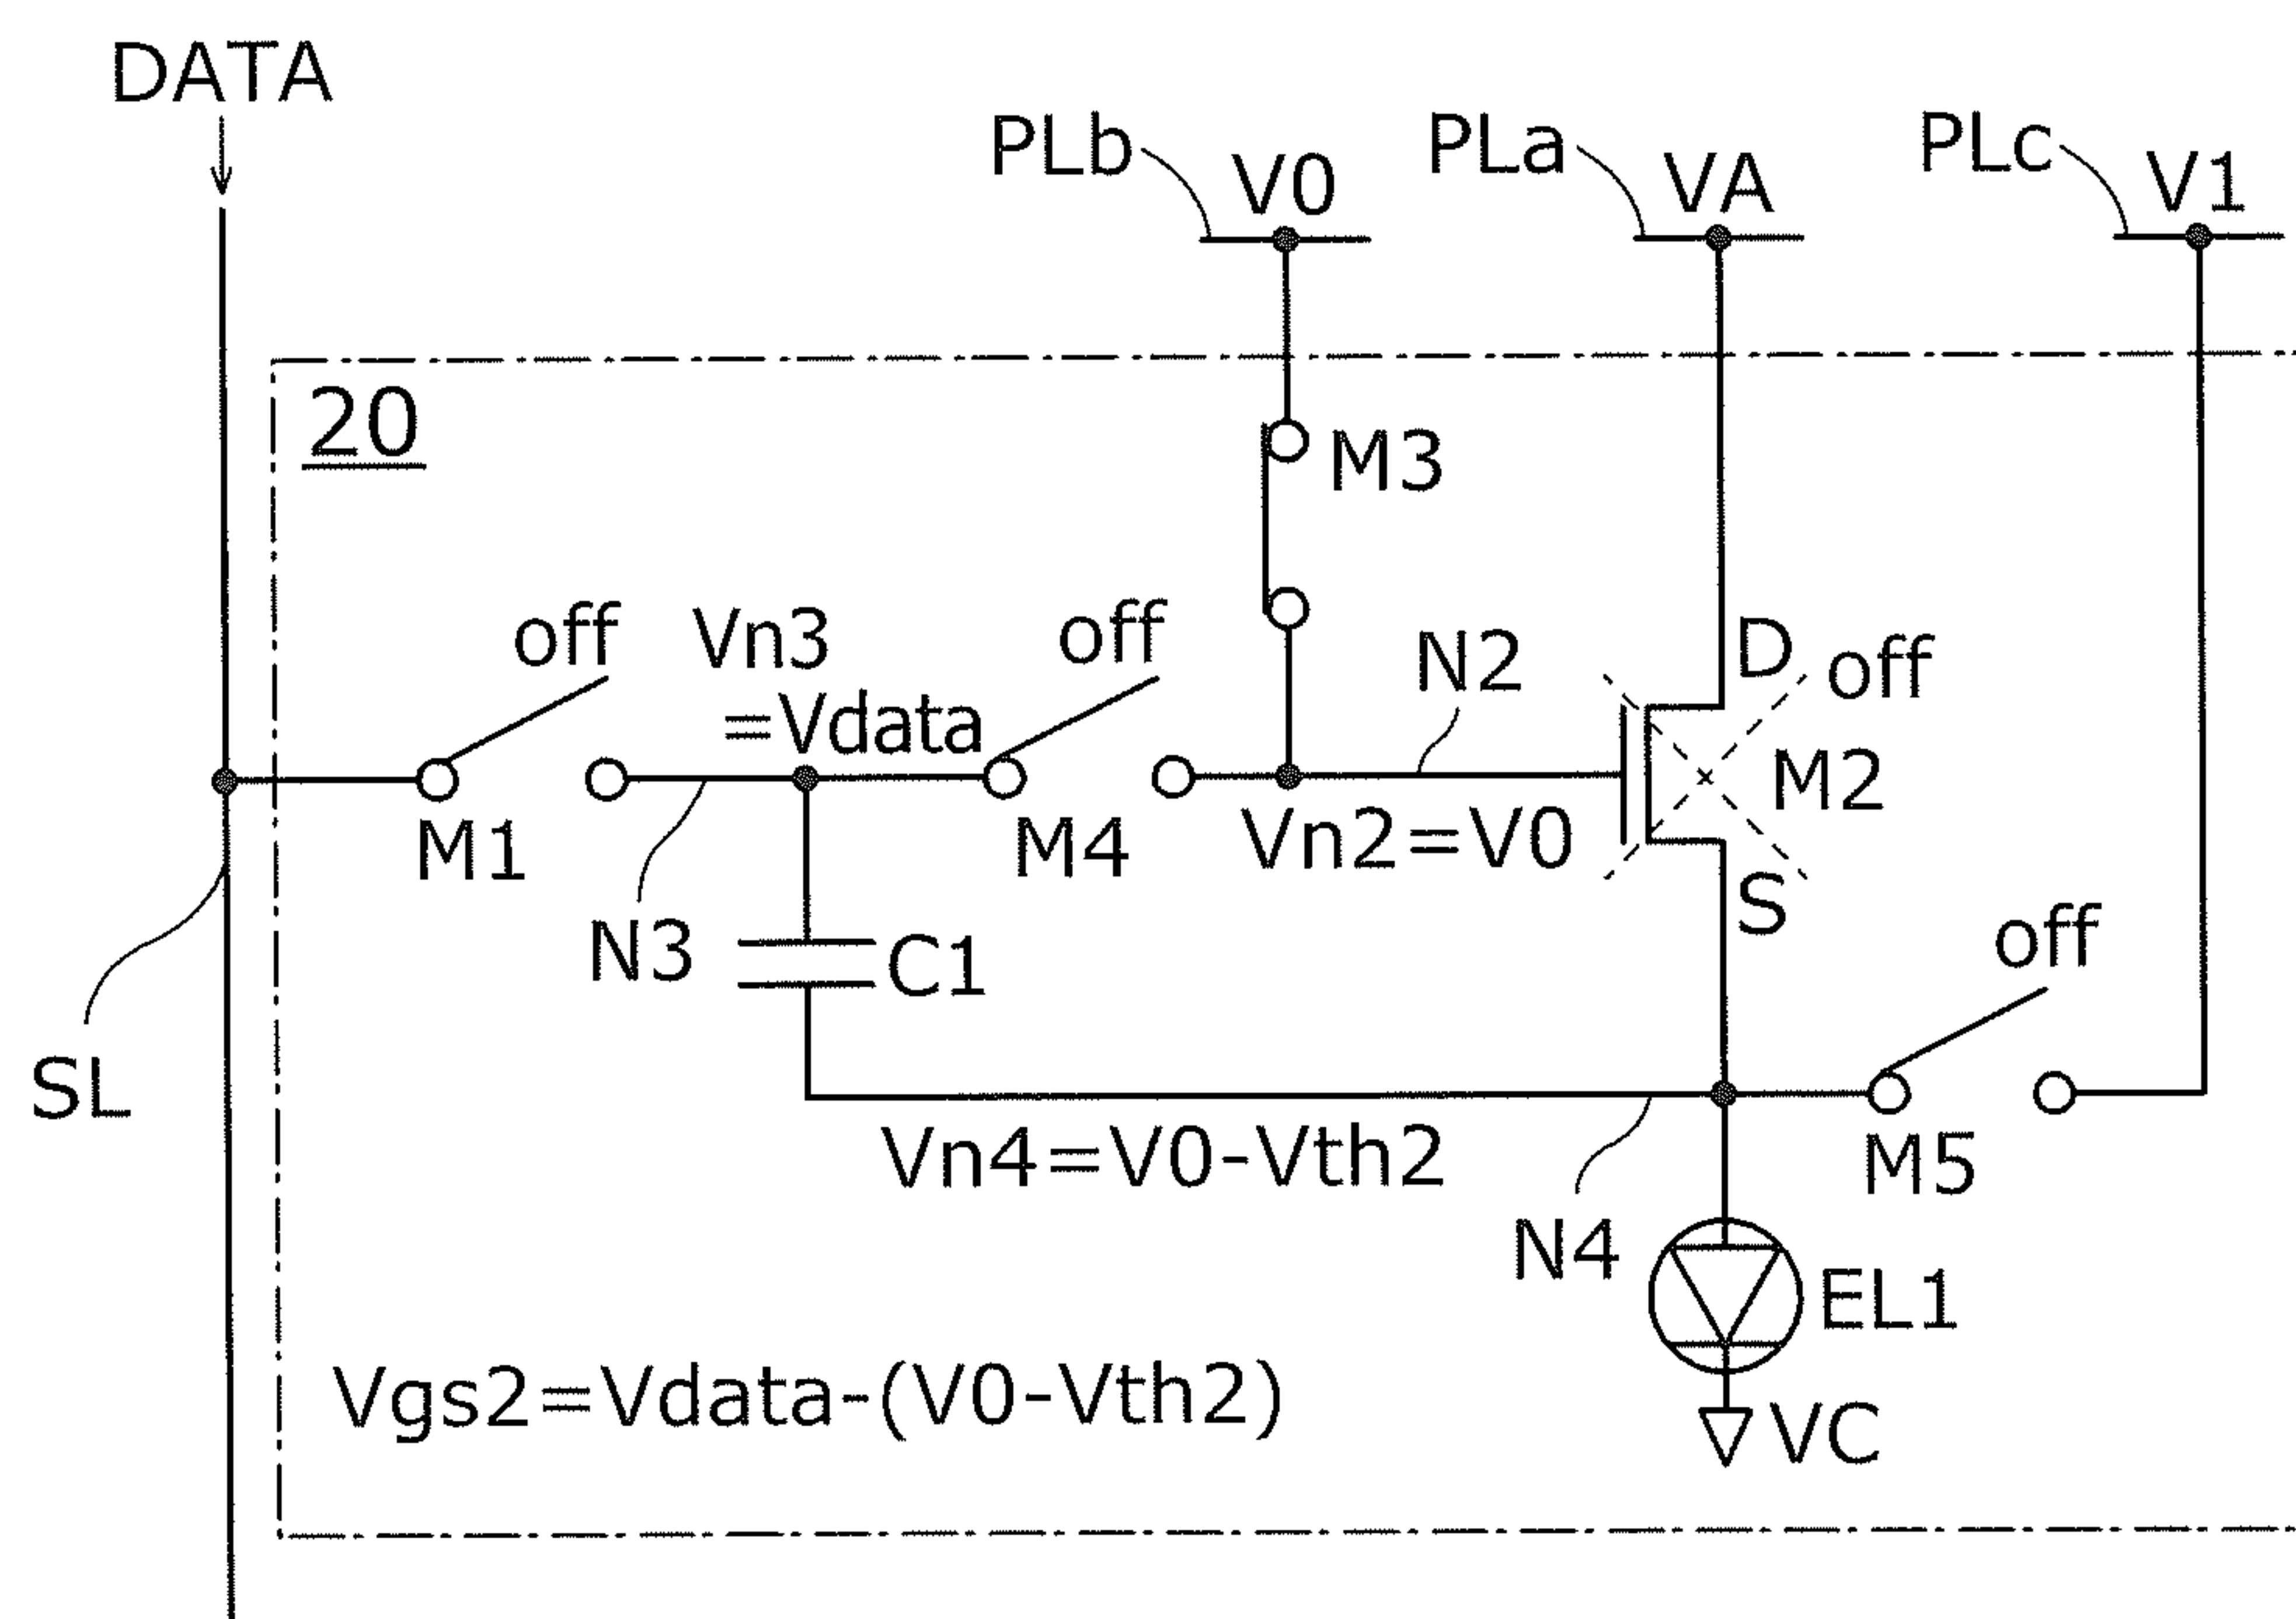 DATA
PLb
V0
PLa
VA
PLc
V1
20
M3
off
Vn3
=Vdata
off
N2
D
off
M2
M1
N3
M4
Vn2=V0
S
C1
off
SL
Vn4=V0-Vth2
M5
N4
EL1
Vgs2=Vdata-(V0-Vth2)
VC